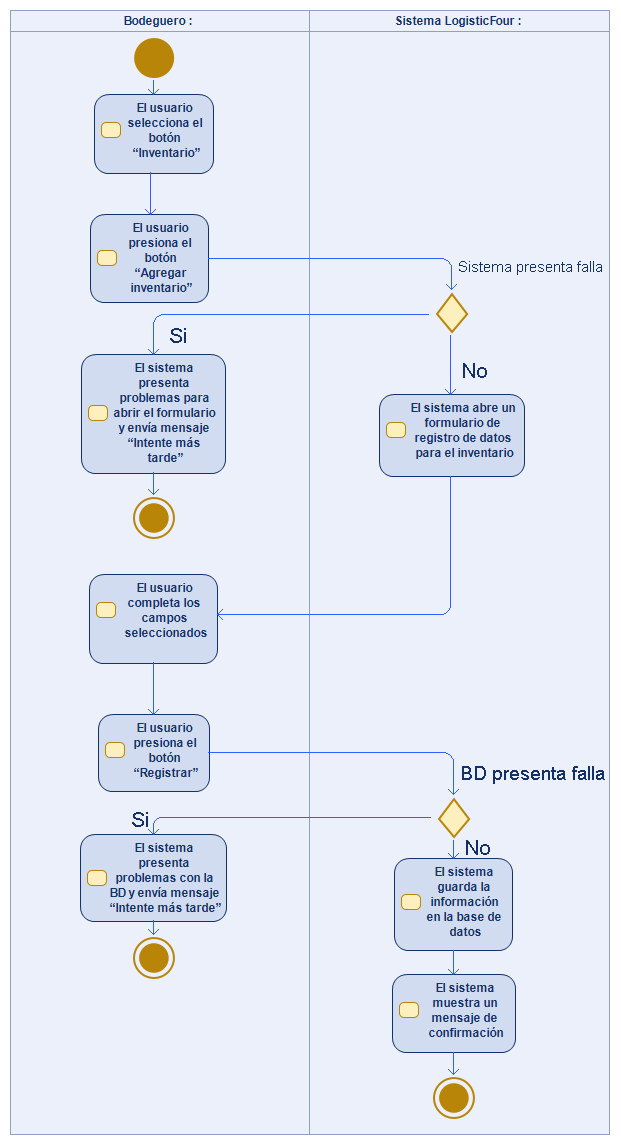 Bodeguero :
Sistema LogisticFour :
El usuario
selecciona el
botón
“Inventario”
El usuario
presiona el
botón
“Agregar
inventario”
Sistema presenta falla
Si
No
El sistema
presenta
problemas para
abrir el formulario
y envía mensaje
“Intente más
tarde”
El sistema abre un
formulario de
registro de datos
para el inventario
El usuario
completa los
campos
seleccionados
El usuario
presiona el
botón
“Registrar”
BD presenta falla
Si
No
El sistema
presenta
problemas con la
BD y envía mensaje
“Intente más tarde”
El sistema
guarda la
información
en la base de
datos
El sistema
muestra un
mensaje de
confirmación